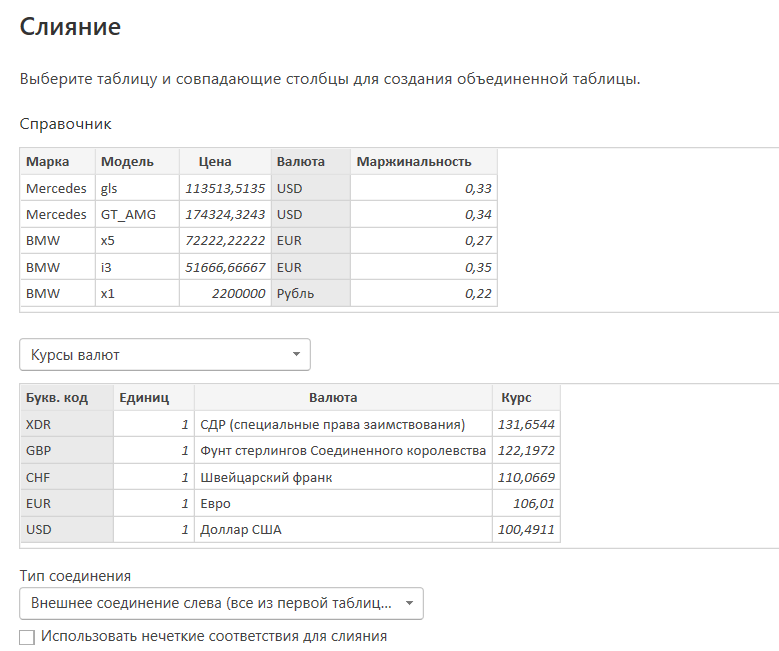 Слияние
Выберите таблицу и совпадающие столбцы для создания объединенной таблицы.
Справочник
Марка Модель Цена Валюта Маржинальность
Mercedes gls 113513,5135 USD 0,33
Mercedes GT_AMG 174324,3243 USD 0,34
BMW x5 72222,22222 EUR 0,27
BMW i3 51666,66667 EUR 0,35
BMW x1 2200000 Рубль 0,22
Курсы валют
Букв. код Единиц Валюта Курс
XDR 1 СДР (специальные права заимствования) 131,6544
GBP 1 Фунт стерлингов Соединенного королевства 122,1972
CHF 1 Швейцарский франк 110,0669
EUR 1 Евро 106,01
USD 1 Доллар США 100,4911
Тип соединения
Внешнее соединение слева (все из первой таблиц...
Использовать нечеткие соответствия для слияния